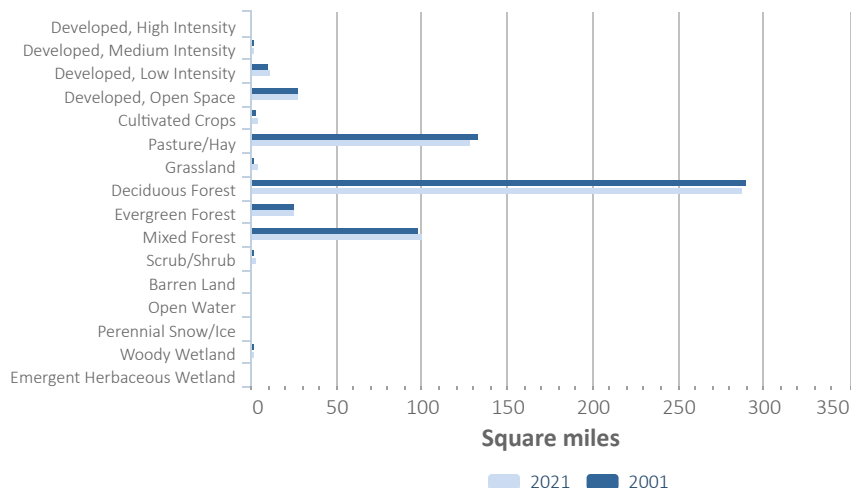 Developed, High Intensity
Developed, Medium Intensity
Developed, Low Intensity
Developed, Open Space
Cultivated Crops
Pasture/Hay
Grassland
Deciduous Forest
Evergreen Forest
Mixed Forest
Scrub/Shrub
Barren Land
Open Water
Perennial Snow/Ice
Woody Wetland
Emergent Herbaceous Wetland
0 50 100 150 200 250 300 350
Square miles
2021 2001